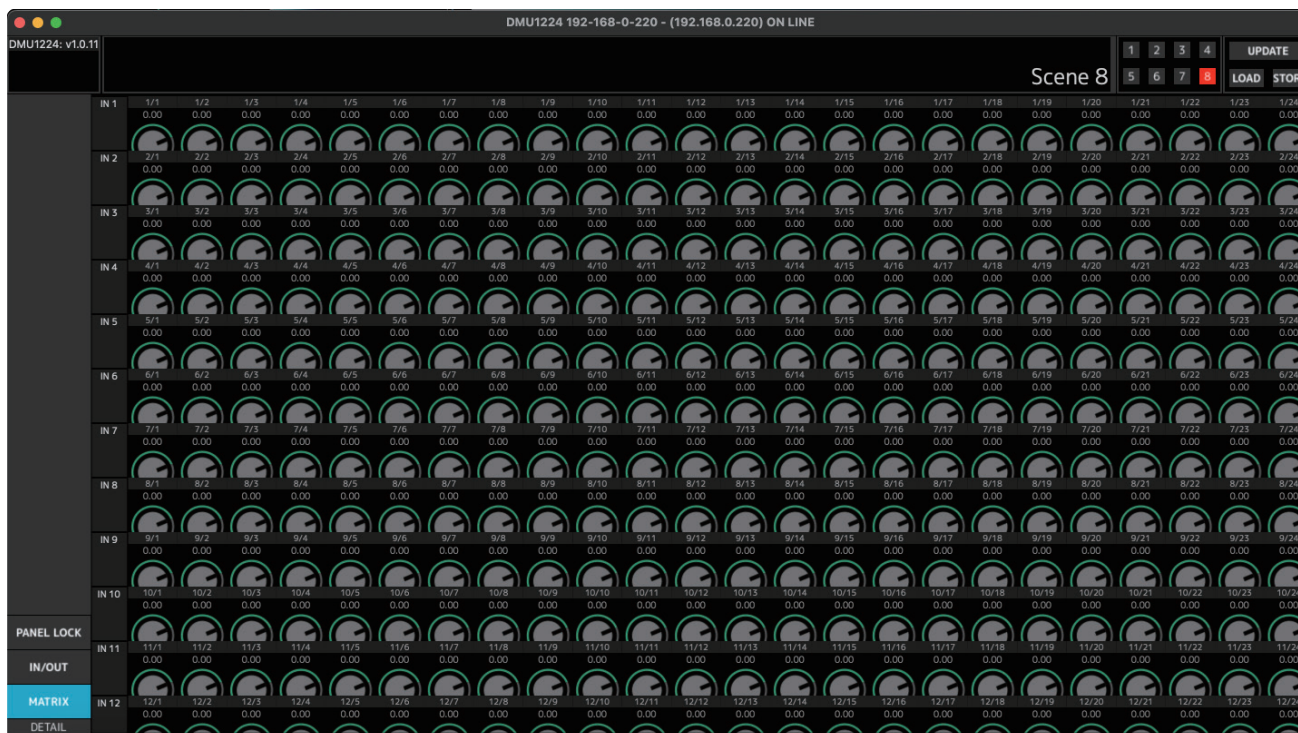 DMU1224 192-168-0-220 - (192.168.0.220) ON LINE
DMU1224: v1.0.11
1 2 3 4 UPDATE
Scene 8 5 6 7 8 LOAD STOR
IN 1 1/1 1/2 1/3 1/4 1/5 1/6 1/7 1/8 1/9 1/10 1/11 1/12 1/13 1/14 1/15 1/16 1/17 1/18 1/19 1/20 1/21 1/22 1/23 1/24
0.00 0.00 0.00 0.00 0.00 0.00 0.00 0.00 0.00 0.00 0.00 0.00 0.00 0.00 0.00 0.00 0.00 0.00 0.00 0.00 0.00 0.00 0.00 0.00
IN 2 2/1 2/2 2/3 2/4 2/5 2/6 2/7 2/8 2/9 2/10 2/11 2/12 2/13 2/14 2/15 2/16 2/17 2/18 2/19 2/20 2/21 2/22 2/23 2/24
0.00 0.00 0.00 0.00 0.00 0.00 0.00 0.00 0.00 0.00 0.00 0.00 0.00 0.00 0.00 0.00 0.00 0.00 0.00 0.00 0.00 0.00 0.00 0.00
IN 3 3/1 3/2 3/3 3/4 3/5 3/6 3/7 3/8 3/9 3/10 3/11 3/12 3/13 3/14 3/15 3/16 3/17 3/18 3/19 3/20 3/21 3/22 3/23 3/24
0.00 0.00 0.00 0.00 0.00 0.00 0.00 0.00 0.00 0.00 0.00 0.00 0.00 0.00 0.00 0.00 0.00 0.00 0.00 0.00 0.00 0.00 0.00 0.00
IN 4 4/1 4/2 4/3 4/4 4/5 4/6 4/7 4/8 4/9 4/10 4/11 4/12 4/13 4/14 4/15 4/16 4/17 4/18 4/19 4/20 4/21 4/22 4/23 4/24
0.00 0.00 0.00 0.00 0.00 0.00 0.00 0.00 0.00 0.00 0.00 0.00 0.00 0.00 0.00 0.00 0.00 0.00 0.00 0.00 0.00 0.00 0.00 0.00
IN 5 5/1 5/2 5/3 5/4 5/5 5/6 5/7 5/8 5/9 5/10 5/11 5/12 5/13 5/14 5/15 5/16 5/17 5/18 5/19 5/20 5/21 5/22 5/23 5/24
0.00 0.00 0.00 0.00 0.00 0.00 0.00 0.00 0.00 0.00 0.00 0.00 0.00 0.00 0.00 0.00 0.00 0.00 0.00 0.00 0.00 0.00 0.00 0.00
IN 6 6/1 6/2 6/3 6/4 6/5 6/6 6/7 6/8 6/9 6/10 6/11 6/12 6/13 6/14 6/15 6/16 6/17 6/18 6/19 6/20 6/21 6/22 6/23 6/24
0.00 0.00 0.00 0.00 0.00 0.00 0.00 0.00 0.00 0.00 0.00 0.00 0.00 0.00 0.00 0.00 0.00 0.00 0.00 0.00 0.00 0.00 0.00 0.00
IN 7 7/1 7/2 7/3 7/4 7/5 7/6 7/7 7/8 7/9 7/10 7/11 7/12 7/13 7/14 7/15 7/16 7/17 7/18 7/19 7/20 7/21 7/22 7/23 7/24
0.00 0.00 0.00 0.00 0.00 0.00 0.00 0.00 0.00 0.00 0.00 0.00 0.00 0.00 0.00 0.00 0.00 0.00 0.00 0.00 0.00 0.00 0.00 0.00
IN 8 8/1 8/2 8/3 8/4 8/5 8/6 8/7 8/8 8/9 8/10 8/11 8/12 8/13 8/14 8/15 8/16 8/17 8/18 8/19 8/20 8/21 8/22 8/23 8/24
0.00 0.00 0.00 0.00 0.00 0.00 0.00 0.00 0.00 0.00 0.00 0.00 0.00 0.00 0.00 0.00 0.00 0.00 0.00 0.00 0.00 0.00 0.00 0.00
IN 9 9/1 9/2 9/3 9/4 9/5 9/6 9/7 9/8 9/9 9/10 9/11 9/12 9/13 9/14 9/15 9/16 9/17 9/18 9/19 9/20 9/21 9/22 9/23 9/24
0.00 0.00 0.00 0.00 0.00 0.00 0.00 0.00 0.00 0.00 0.00 0.00 0.00 0.00 0.00 0.00 0.00 0.00 0.00 0.00 0.00 0.00 0.00 0.00
IN 10 10/1 10/2 10/3 10/4 10/5 10/6 10/7 10/8 10/9 10/10 10/11 10/12 10/13 10/14 10/15 10/16 10/17 10/18 10/19 10/20 10/21 10/22 10/23 10/2
0.00 0.00 0.00 0.00 0.00 0.00 0.00 0.00 0.00 0.00 0.00 0.00 0.00 0.00 0.00 0.00 0.00 0.00 0.00 0.00 0.00 0.00 0.00 0.00
PANEL LOCK
IN 11 11/1 11/2 11/3 11/4 11/5 11/6 11/7 11/8 11/9 11/10 11/11 11/12 11/13 11/14 11/15 11/16 11/17 11/18 11/19 11/20 11/21 11/22 11/23 11/2
0.00 0.00 0.00 0.00 0.00 0.00 0.00 0.00 0.00 0.00 0.00 0.00 0.00 0.00 0.00 0.00 0.00 0.00 0.00 0.00 0.00 0.00 0.00 0.00
IN/OUT
MATRIX
IN 12 12/1 12/2 12/3 12/4 12/5 12/6 12/7 12/8 12/9 12/10 12/11 12/12 12/13 12/14 12/15 12/16 12/17 12/18 12/19 12/20 12/21 12/22 12/23 12/2
0.00 0.00 0.00 0.00 0.00 0.00 0.00 0.00 0.00 0.00 0.00 0.00 0.00 0.00 0.00 0.00 0.00 0.00 0.00 0.00 0.00 0.00 0.00 0.00
DETAIL